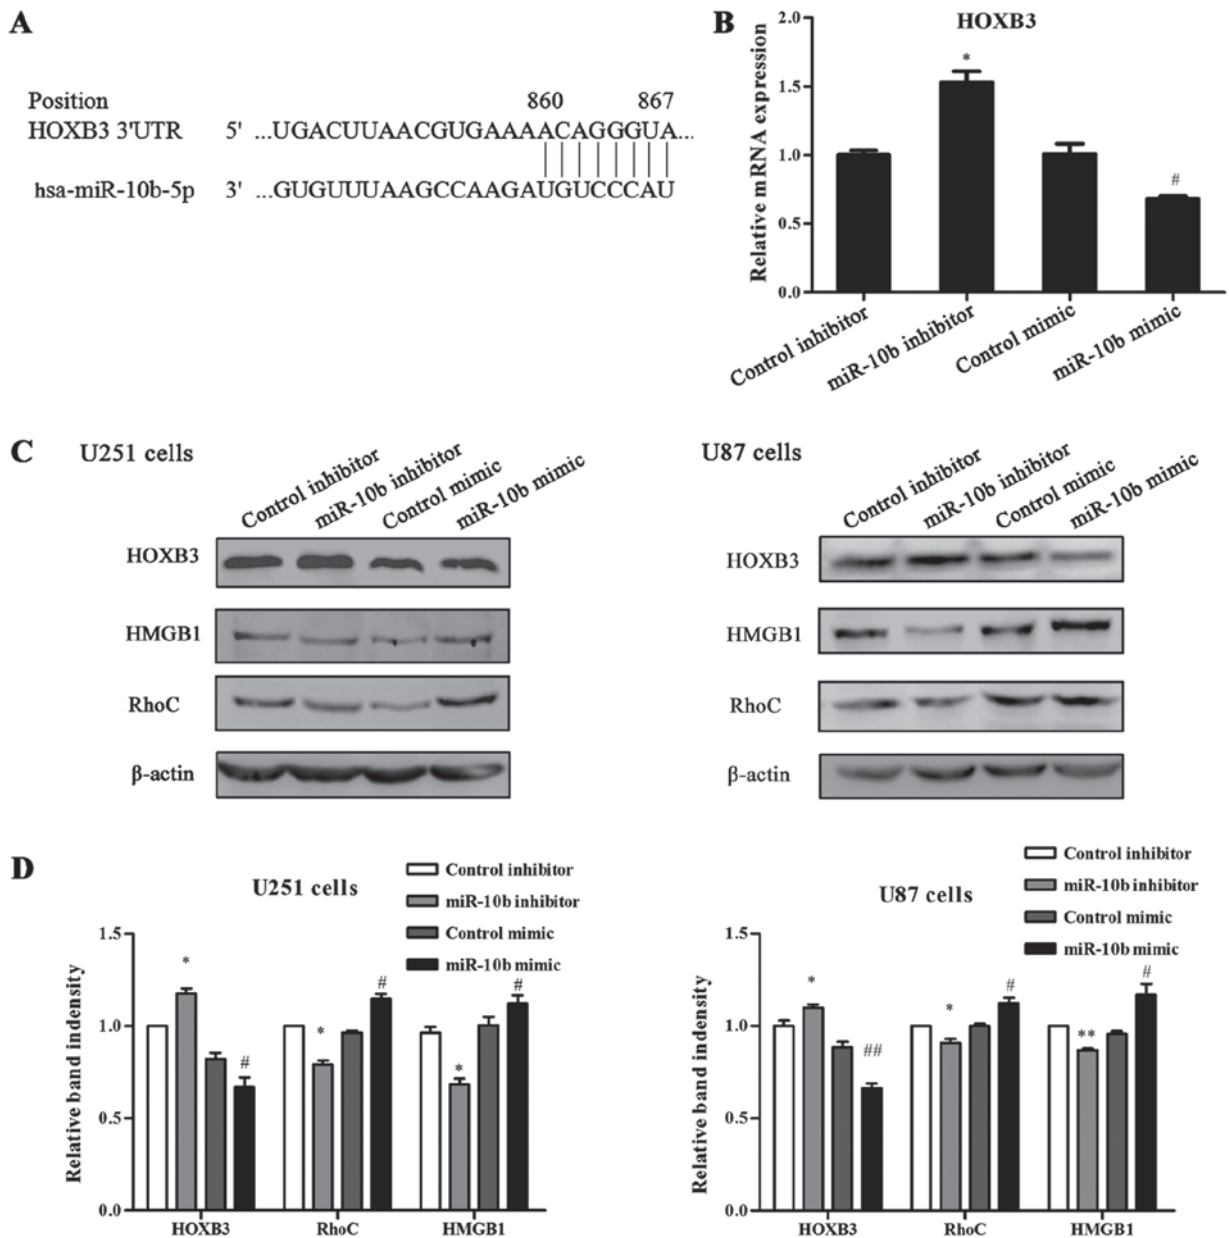 A
Position 860 867
HOXB3 3'UTR 5' ...UGACUUAACGUGAAAACAGGGUA...
hsa-miR-10b-5p 3' ...GUGUUUAAGCCAAGAUGUCCCAU
B
HOXB3
Relative mRNA expression
2.0
1.5
1.0
0.5
0.0
*
#
Control inhibitor
miR-10b inhibitor
Control mimic
miR-10b mimic
C
U251 cells
Control inhibitor
miR-10b inhibitor
Control mimic
miR-10b mimic
HOXB3
HMGB1
RhoC
β-actin
U87 cells
Control inhibitor
miR-10b inhibitor
Control mimic
miR-10b mimic
HOXB3
HMGB1
RhoC
β-actin
D
U251 cells
Control inhibitor
miR-10b inhibitor
Control mimic
miR-10b mimic
Relative band indensity
1.5
1.0
0.5
0.0
*
#
*
#
*
#
HOXB3 RhoC HMGB1
U87 cells
Control inhibitor
miR-10b inhibitor
Control mimic
miR-10b mimic
Relative band indensity
1.5
1.0
0.5
0.0
*
##
*
#
**
#
HOXB3 RhoC HMGB1